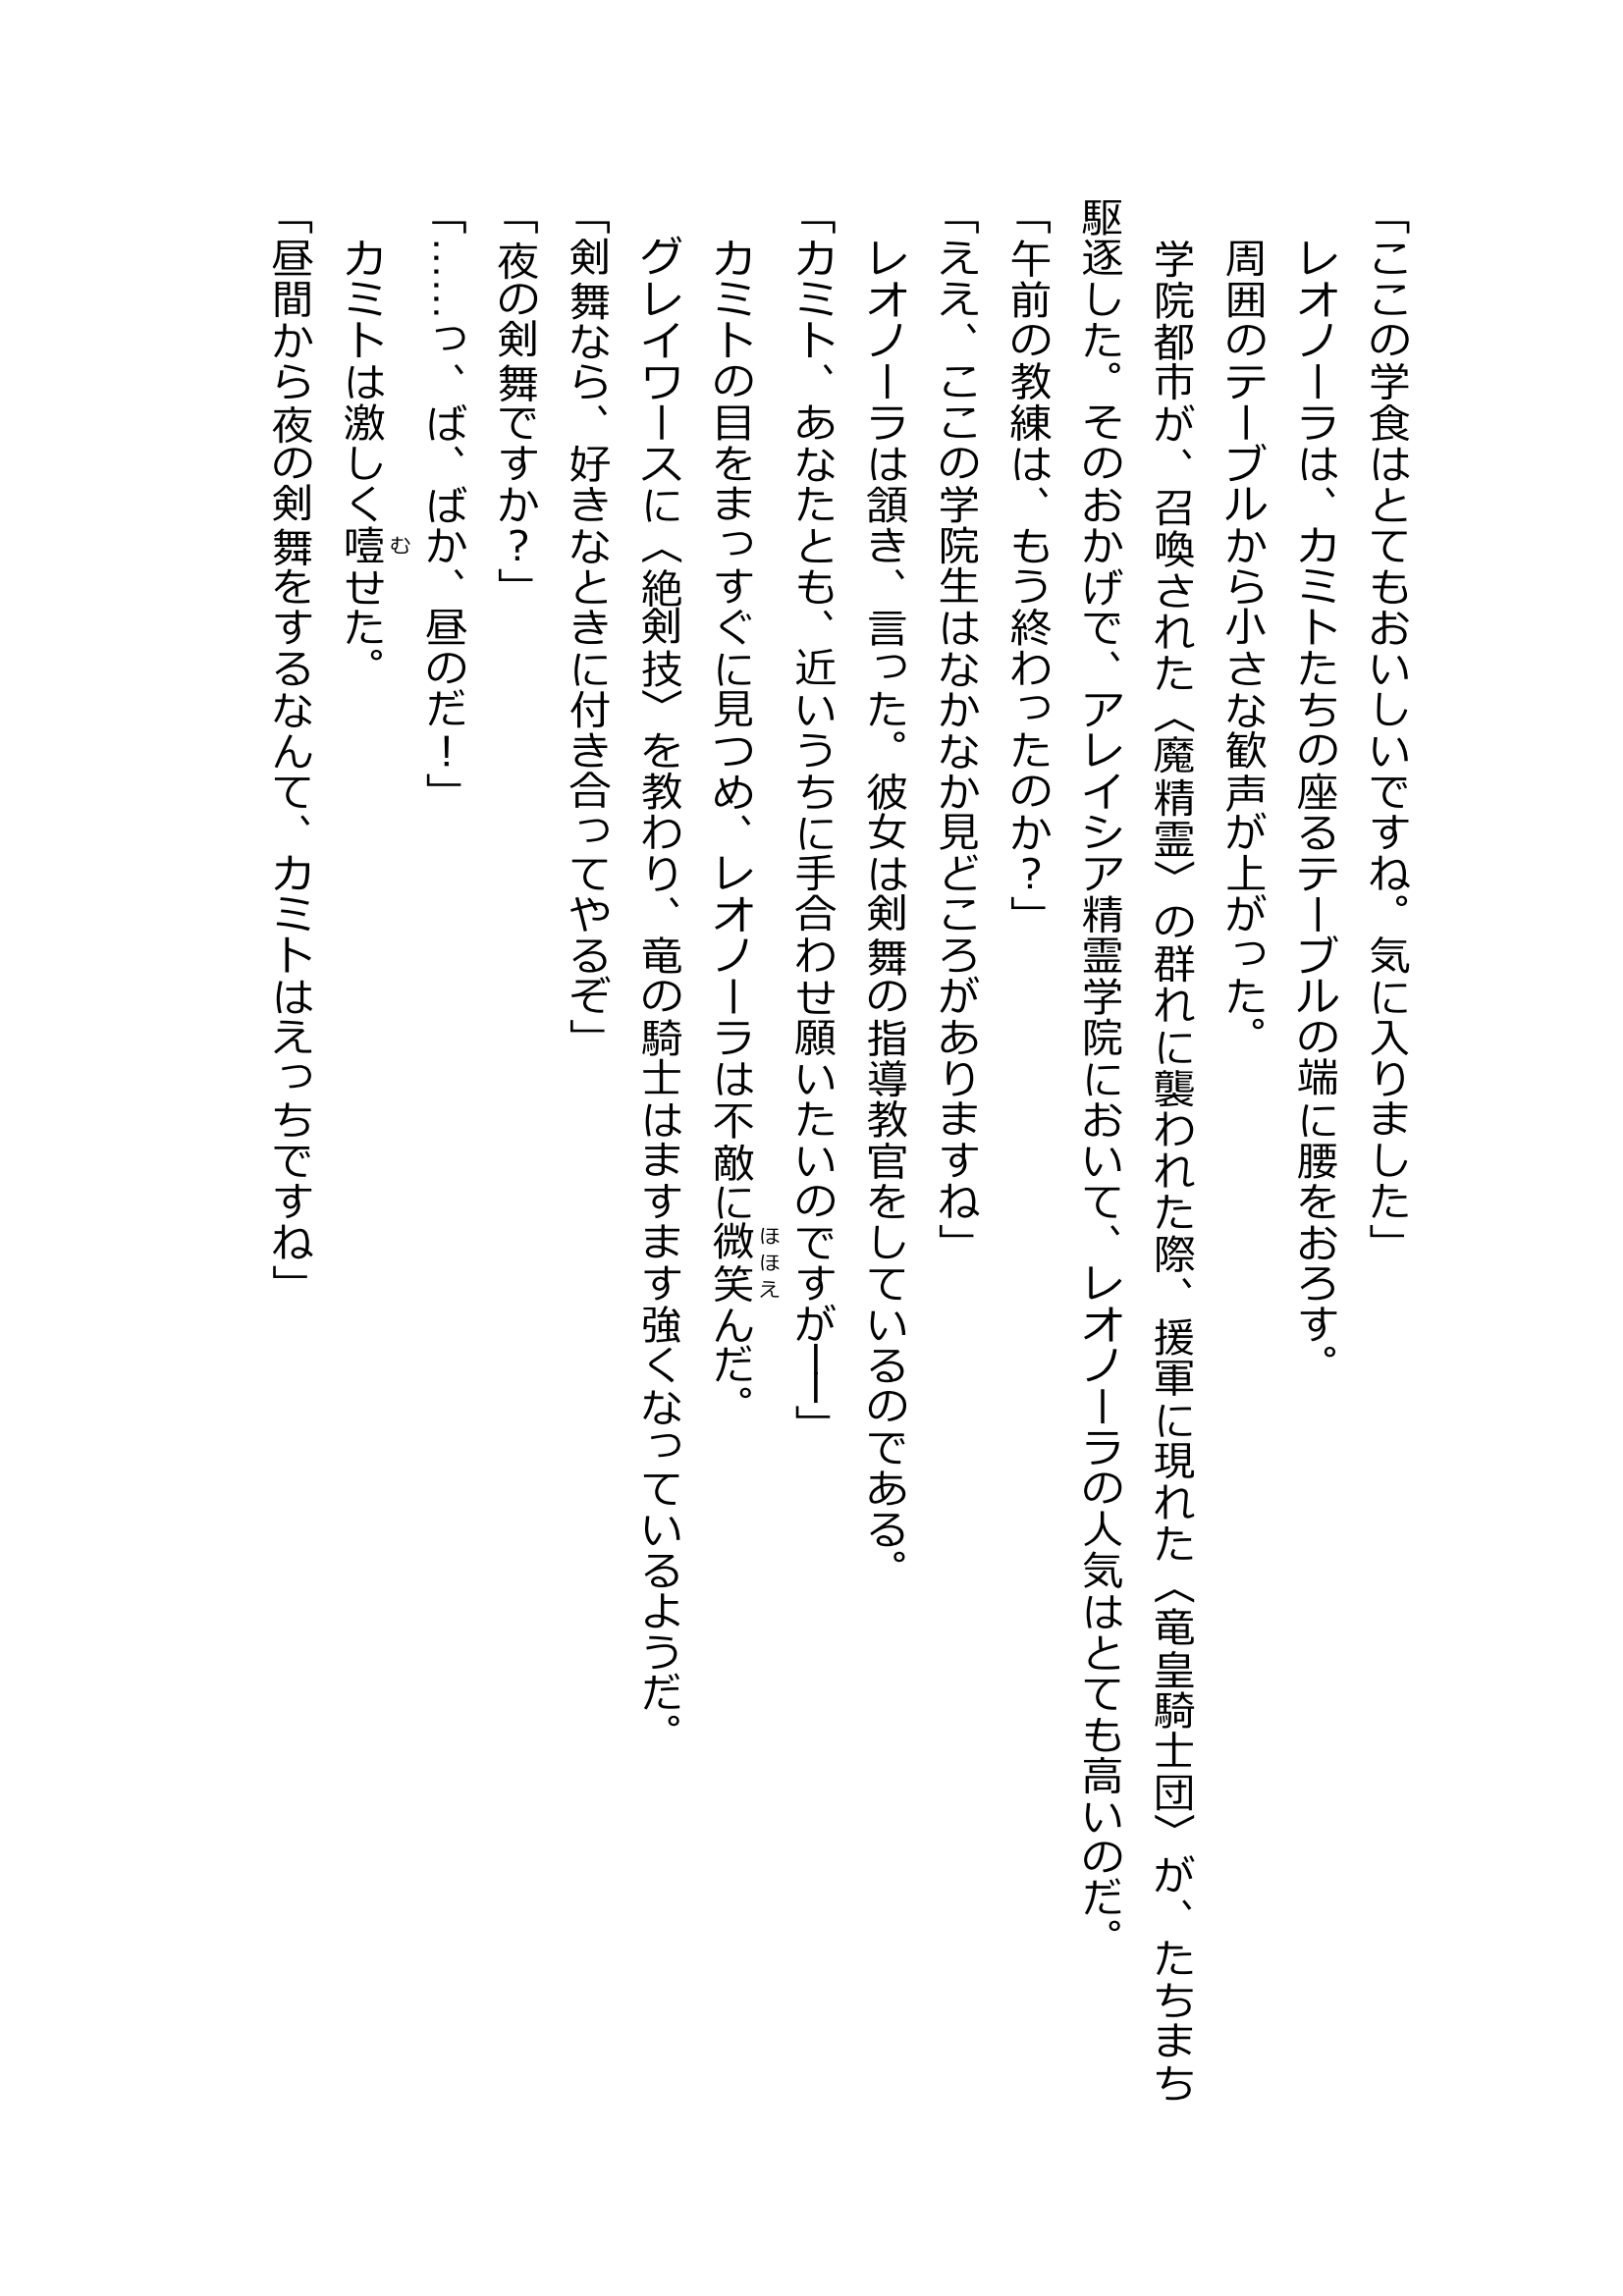 「ここの学食はとてもおいしいですね。気に入りました」
レオノーラは、カミトたちの座るテーブルの端に腰をおろす。
周囲のテーブルから小さな歓声が上がった。
学院都市が、召喚された〈魔精霊〉の群れに襲われた際、援軍に現れた〈竜皇騎士団〉が、たちまち
駆逐した。そのおかげで、アレイシア精霊学院において、レオノーラの人気はとても高いのだ。
「午前の教練は、もう終わったのか？」
「ええ、ここの学院生はなかなか見どころがありますね」
レオノーラは頷き、言った。彼女は剣舞の指導教官をしているのである。
「カミト、あなたとも、近いうちに手合わせ願いたいのですが――」
カミトの目をまっすぐに見つめ、レオノーラは不敵に微笑んだ。
ほほえ
グレイワースに〈絶剣技〉を教わり、竜の騎士はますます強くなっているようだ。
「剣舞なら、好きなときに付き合ってやるぞ」
「夜の剣舞ですか？」
「……っ、ば、ばか、昼のだ！」
カミトは激しく噎せた。
む
「昼間から夜の剣舞をするなんて、カミトはえっちですね」